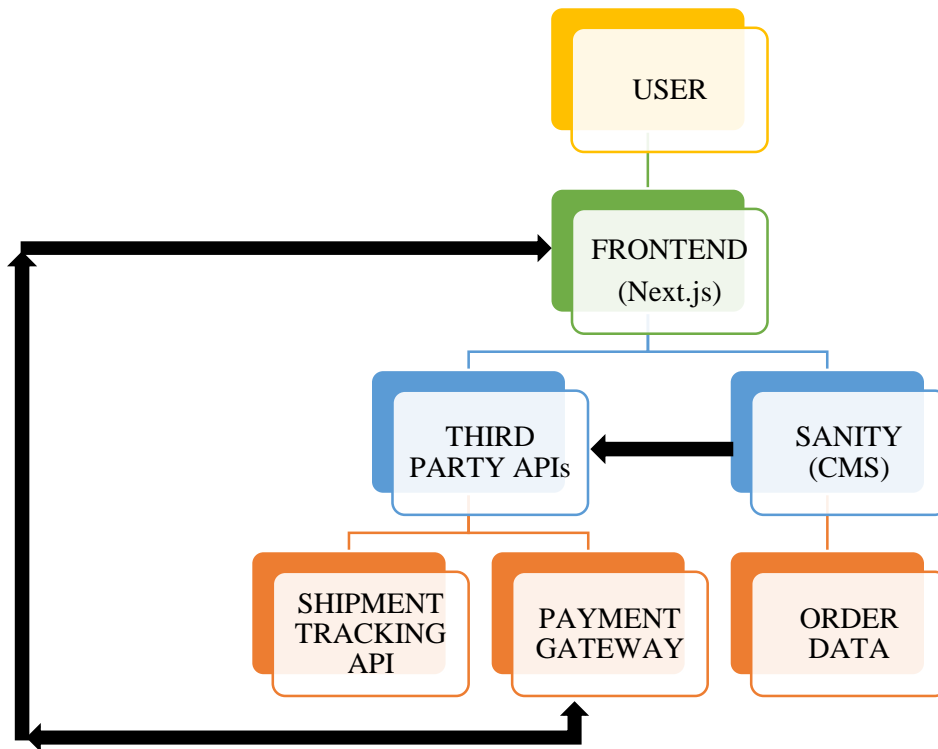 USER
FRONTEND
(Next.js)
THIRD
PARTY APIs
SANITY
(CMS)
SHIPMENT
TRACKING
API
PAYMENT
GATEWAY
ORDER
DATA